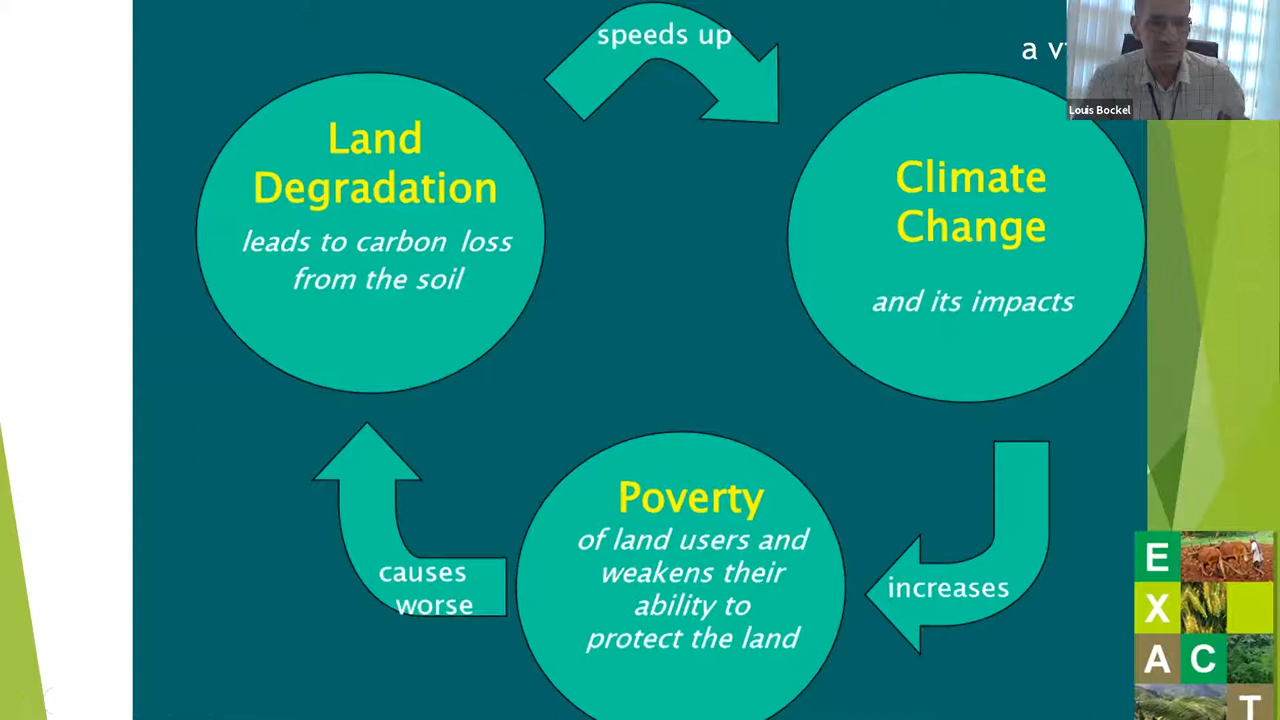 speeds up
a
Louis Bockel
Land
Degradation
leads to carbon loss
from the soil
Climate
Change
and its impacts
Poverty
of land users and
weakens their
ability to
protect the land
causes
worse
increases
E
X
A C
T